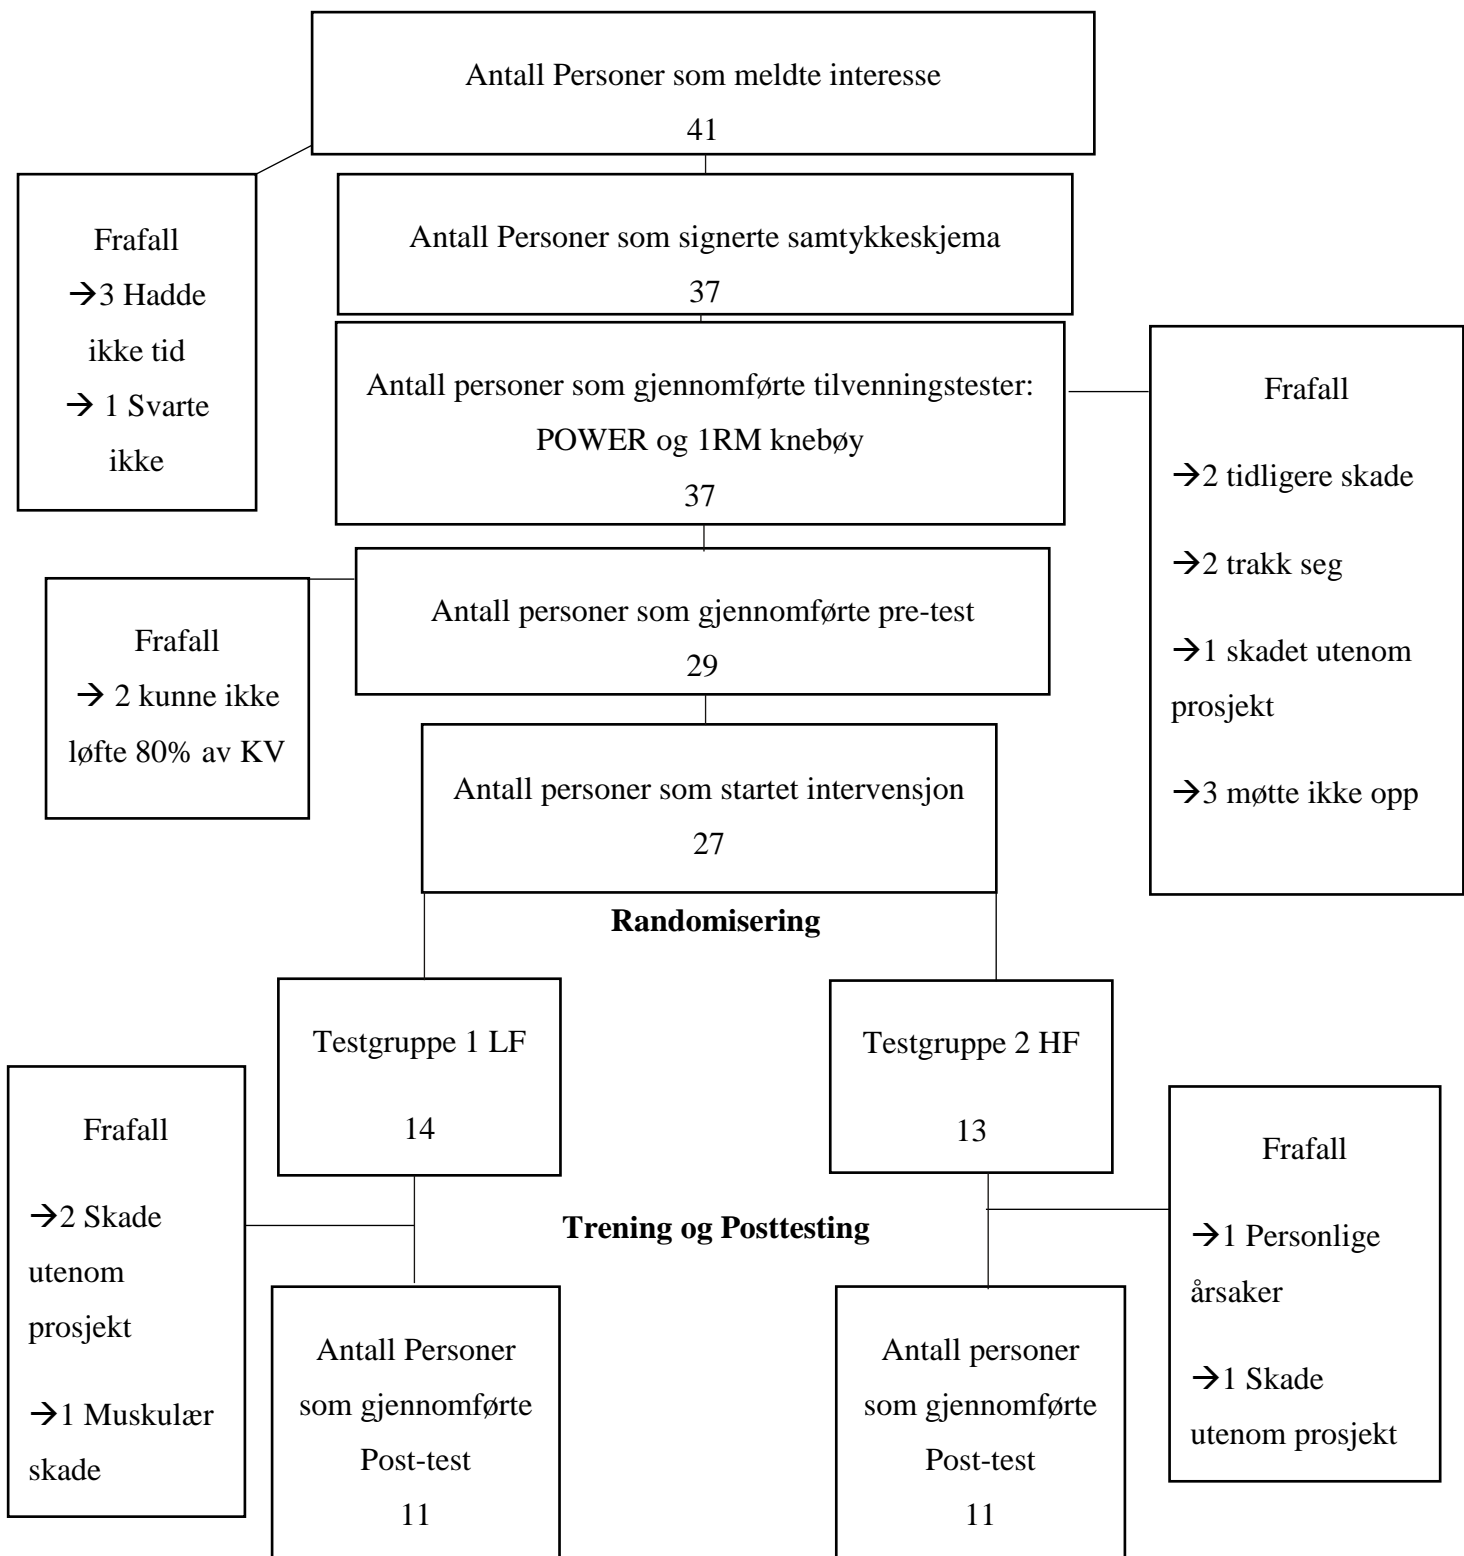 Antall Personer som meldte interesse
41
Frafall
→3 Hadde
ikke tid
→ 1 Svarte
ikke
Antall Personer som signerte samtykkeskjema
37
Antall personer som gjennomførte tilvenningstester:
POWER og 1RM knebøy
37
Frafall
→2 tidligere skade
→2 trakk seg
→1 skadet utenom
prosjekt
→3 møtte ikke opp
Antall personer som gjennomførte pre-test
29
Frafall
→ 2 kunne ikke
løfte 80% av KV
Antall personer som startet intervensjon
27
Randomisering
Testgruppe 1 LF
14
Testgruppe 2 HF
13
Frafall
→2 Skade
utenom
prosjekt
→1 Muskulær
skade
Trening og Posttesting
Frafall
→1 Personlige
årsaker
→1 Skade
utenom prosjekt
Antall Personer
som gjennomførte
Post-test
11
Antall personer
som gjennomførte
Post-test
11